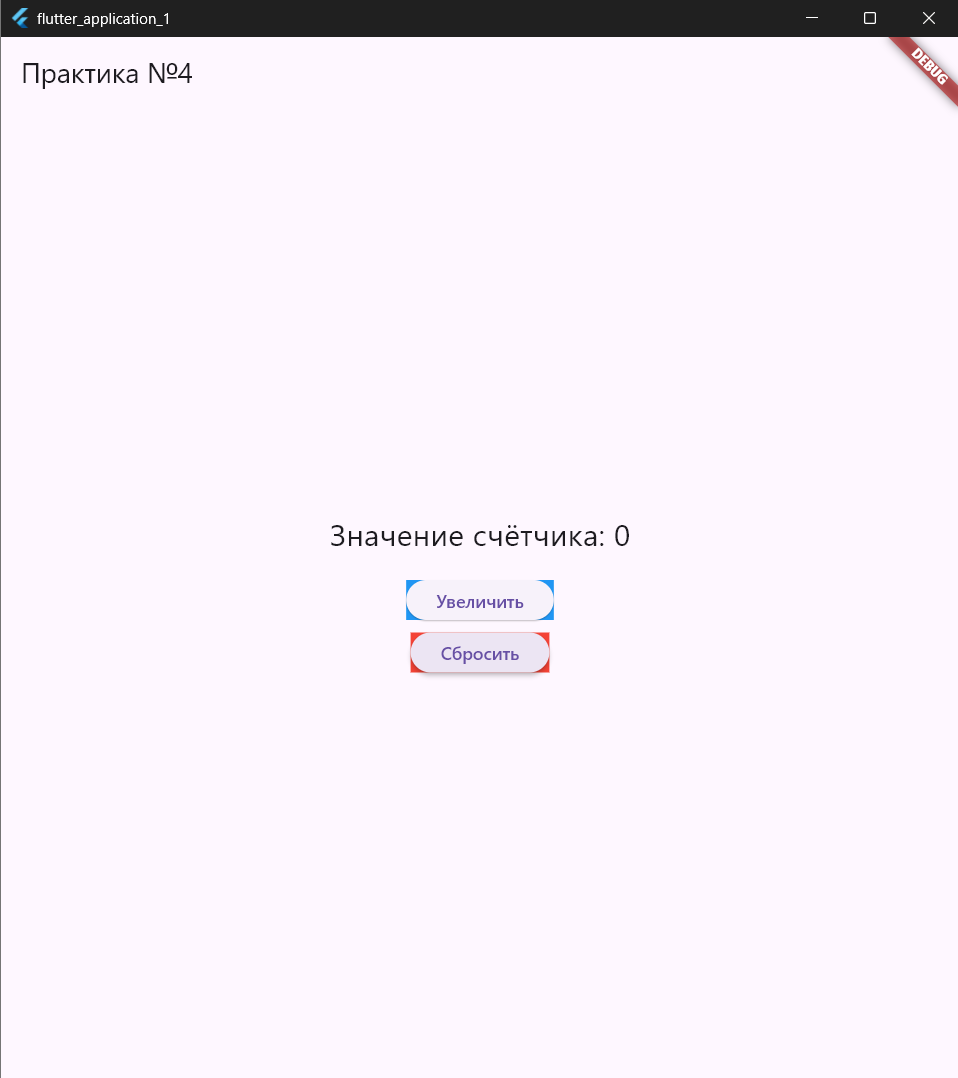 flutter_application_1
Практика №4
DEBUG
Значение счётчика: 0
Увеличить
Сбросить